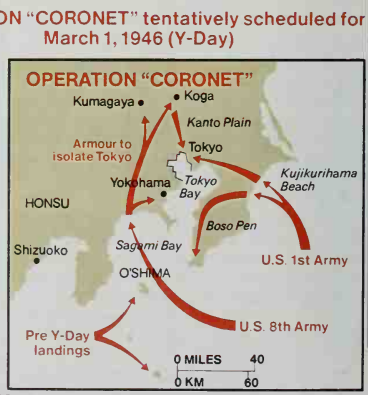 ON “CORONET” tentatively scheduled for
March 1, 1946 (Y-Day)
OPERATION “CORONET”
Kumagaya
Koga
Kanto Plain
Armour to
isolate Tokyo
Tokyo
Kujikurihama
Beach
Yokohama
Tokyo
Bay
HONSU
Boso Pen
Shizuoko
Sagami Bay
U.S. 1st Army
O'SHIMA
U.S. 8th Army
Pre Y-Day
landings
0 MILES 40
0 KM 60